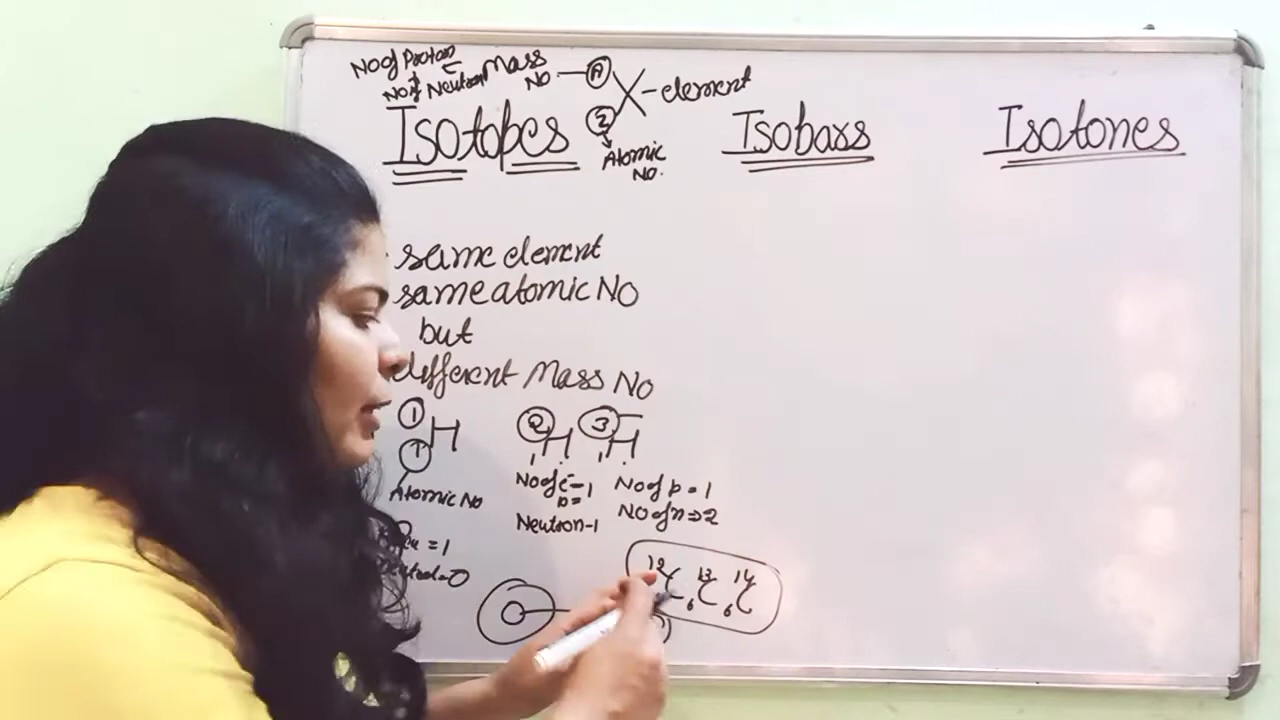 No of Proton
No of Neutron
Mass No
A
X - element
Z
Atomic No.
Isotopes
Isobars
Isotones
same element
same atomic No
but
different Mass No
1
H
1
Atomic No
2
H
1
3
H
1
No of e- = 1
p =
Neutron-1
No of p = 1
No of n => 2
= 1
= 0
12
C
13
C
6
14
C
6